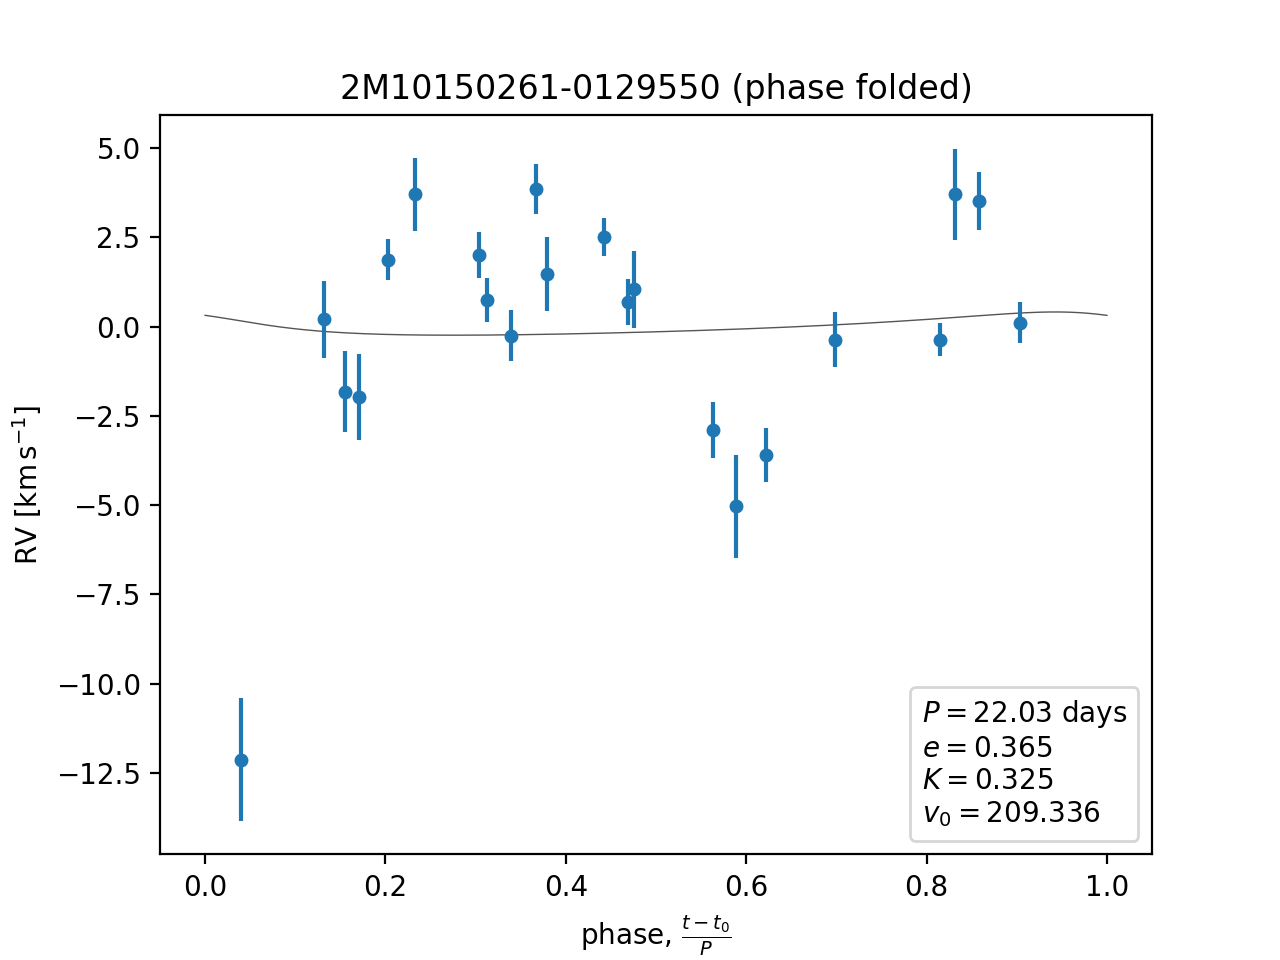 2M10150261-0129550 (phase folded)
5.0
2.5
0.0
−2.5
−5.0
−7.5
−10.0
−12.5
RV [km s⁻¹]
P = 22.03 days
e = 0.365
K = 0.325
v₀ = 209.336
0.0 0.2 0.4 0.6 0.8 1.0
phase, (t − t₀)/P